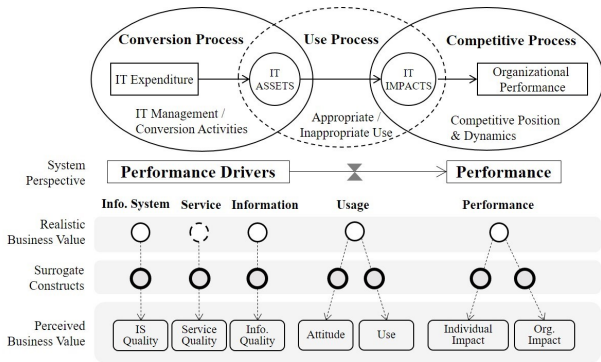 Conversion Process
Use Process
Competitive Process
IT Expenditure
IT
ASSETS
IT
IMPACTS
Organizational
Performance
IT Management /
Conversion Activities
Appropriate /
Inappropriate Use
Competitive Position
& Dynamics
System
Perspective
Performance Drivers
Performance
Info. System
Service
Information
Usage
Performance
Realistic
Business Value
Surrogate
Constructs
Perceived
Business Value
IS
Quality
Service
Quality
Info.
Quality
Attitude
Use
Individual
Impact
Org.
Impact